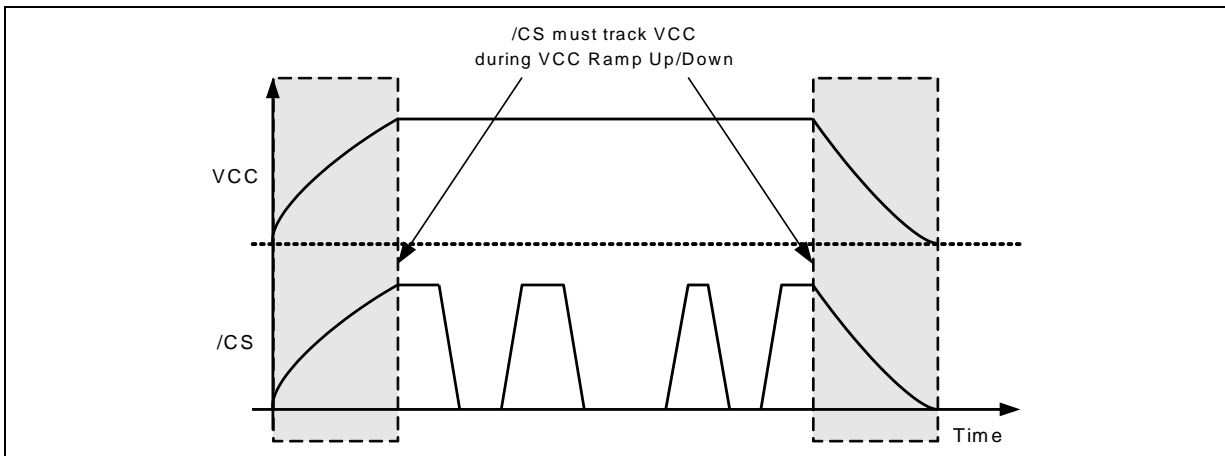 /CS must track VCC
during VCC Ramp Up/Down
VCC
/CS
Time